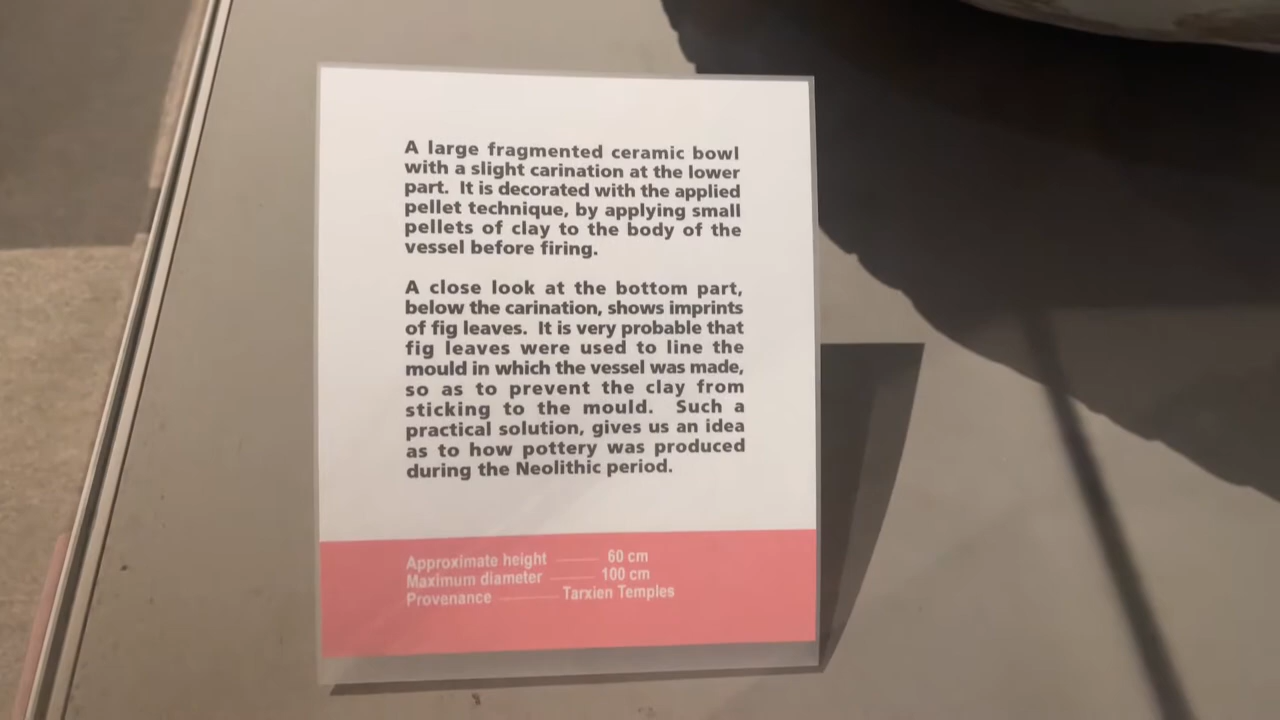 A large fragmented ceramic bowl
with a slight carination at the lower
part. It is decorated with the applied
pellet technique, by applying small
pellets of clay to the body of the
vessel before firing.
A close look at the bottom part,
below the carination, shows imprints
of fig leaves. It is very probable that
fig leaves were used to line the
mould in which the vessel was made,
so as to prevent the clay from
sticking to the mould. Such a
practical solution, gives us an idea
as to how pottery was produced
during the Neolithic period.
Approximate height 60 cm
Maximum diameter 100 cm
Provenance Tarxien Temples